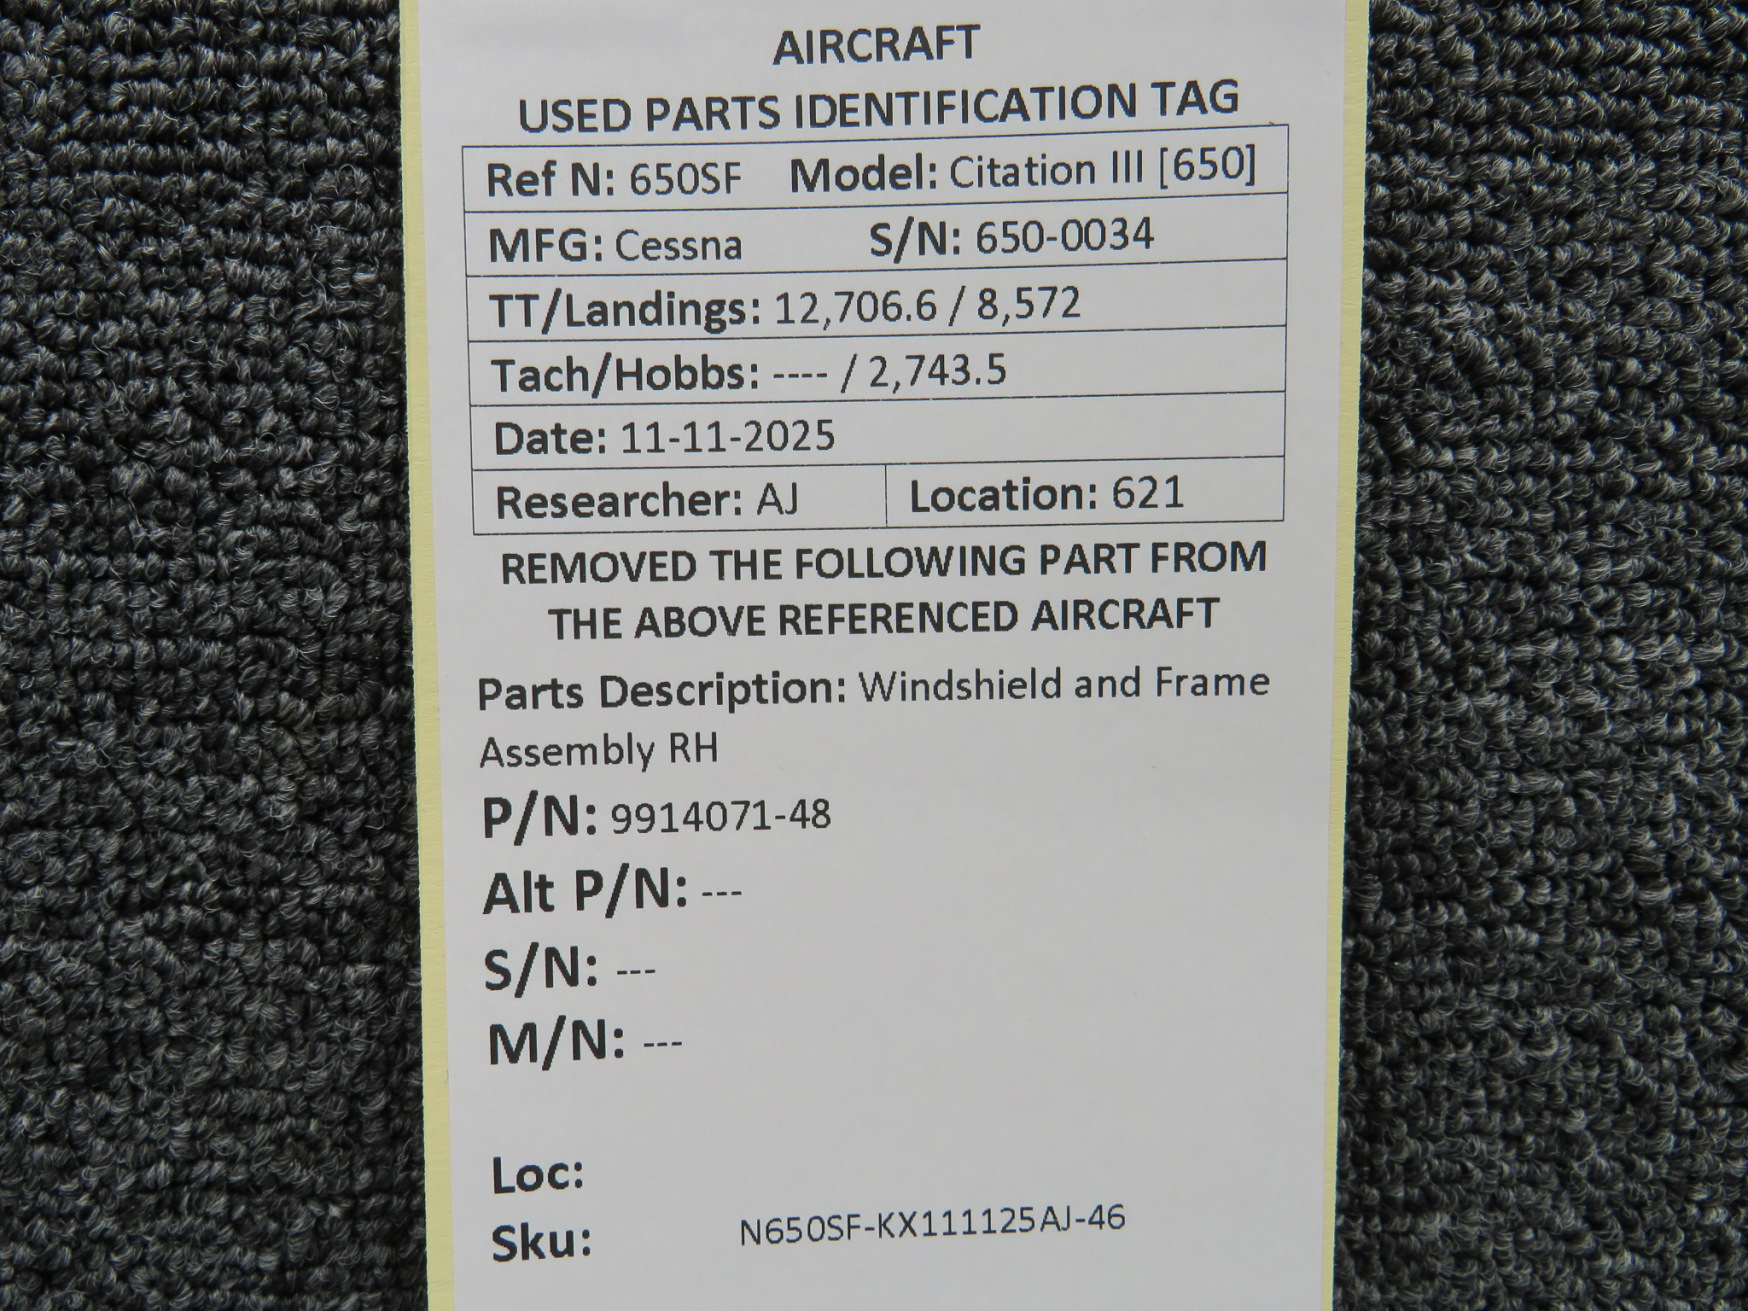 AIRCRAFT
USED PARTS IDENTIFICATION TAG
Ref N: 650SF Model: Citation III [650]
MFG: Cessna S/N: 650-0034
TT/Landings: 12,706.6 / 8,572
Tach/Hobbs: ---- / 2,743.5
Date: 11-11-2025
Researcher: AJ Location: 621
REMOVED THE FOLLOWING PART FROM
THE ABOVE REFERENCED AIRCRAFT
Parts Description: Windshield and Frame
Assembly RH
P/N: 9914071-48
Alt P/N: ---
S/N: ---
M/N: ---
Loc:
Sku: N650SF-KX111125AJ-46